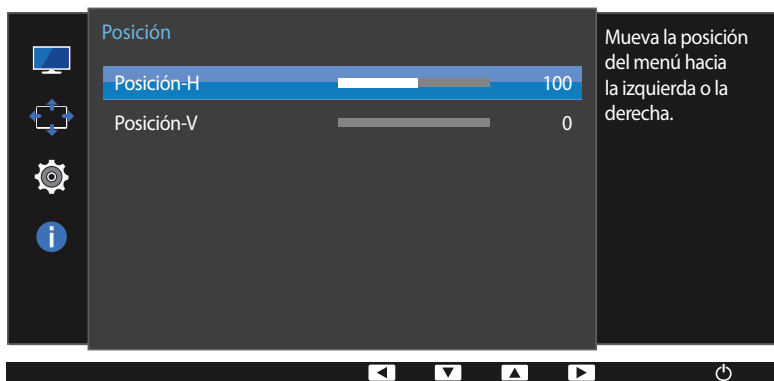 Posición
Posición-H 100
Posición-V 0
Mueva la posición
del menú hacia
la izquierda o la
derecha.